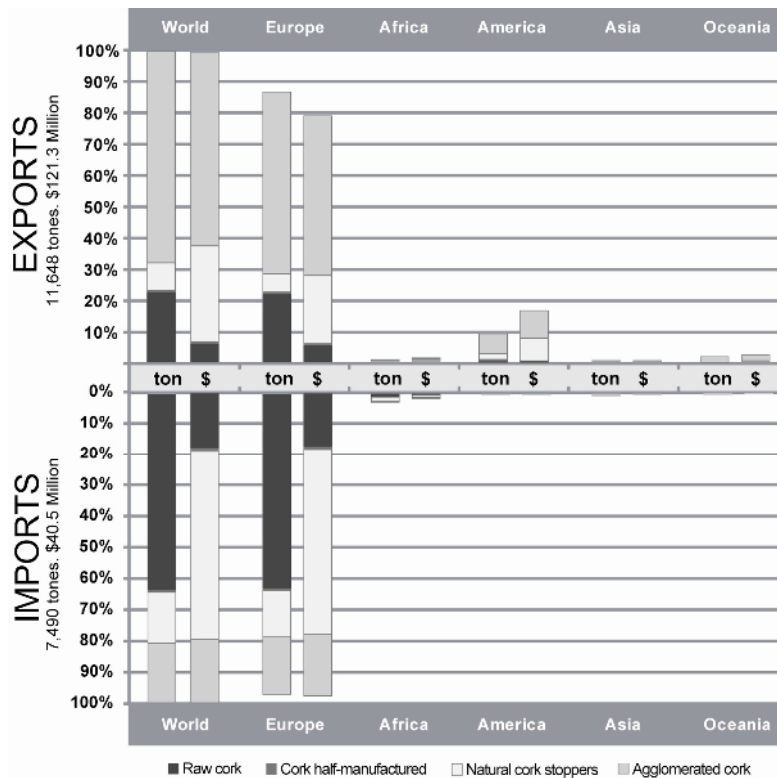 World Europe Africa America Asia Oceania
EXPORTS
11,648 tones. $121.3 Million
100%
90%
80%
70%
60%
50%
40%
30%
20%
10%
ton $ ton $ ton $ ton $ ton $ ton $
IMPORTS
7,490 tones. $40.5 Million
0%
10%
20%
30%
40%
50%
60%
70%
80%
90%
100%
World Europe Africa America Asia Oceania
Raw cork Cork half-manufactured Natural cork stoppers Agglomerated cork